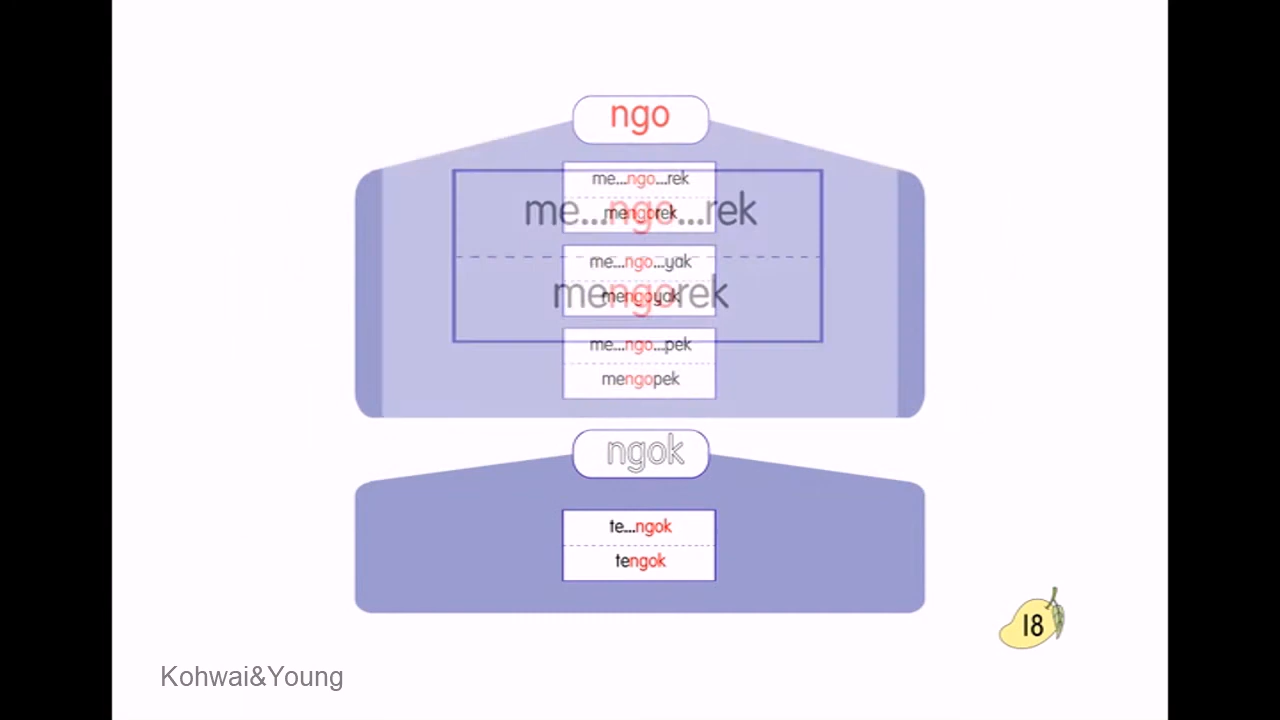 ngo
me...ngo...rek
mengorek
me...ngo...rek
mengorek
me...ngo...yak
mengoyak
me...ngo...pek
mengopek
ngok
te...ngok
tengok
18
Kohwai&Young